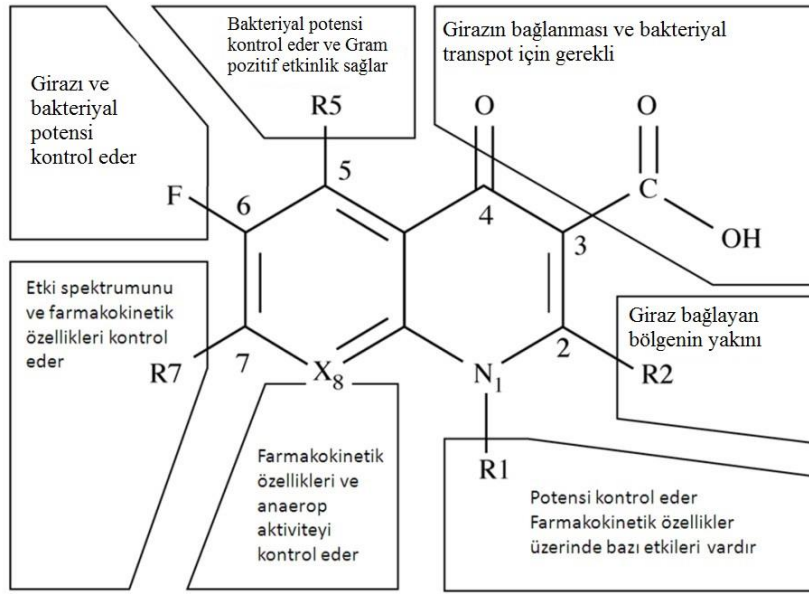 Bakteriyal potensi
kontrol eder ve Gram
pozitif etkinlik sağlar
Girazın bağlanması ve bakteriyal
transpot için gerekli
Girazı ve
bakteriyal
potensi
kontrol eder
R5
O
O
5
F
6
4
C
3
OH
Etki spektrumunu
ve farmakokinetik
özellikleri kontrol
eder
Giraz bağlayan
bölgenin yakını
R7
7
X8
N1
2
R2
R1
Farmakokinetik
özellikleri ve
anaerop
aktiviteyi
kontrol eder
Potensi kontrol eder
Farmakokinetik özellikler
üzerinde bazı etkileri vardır